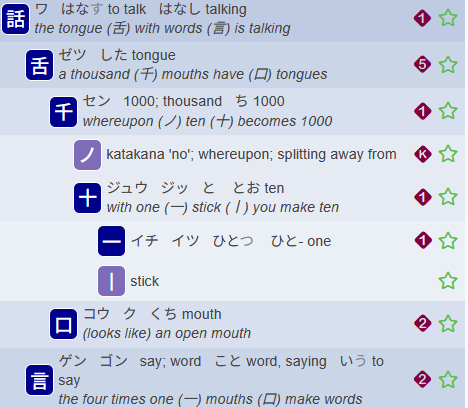 話 ワ はなす to talk はなし talking 1
the tongue (舌) with words (言) is talking
舌 ゼツ した tongue 5
a thousand (千) mouths have (口) tongues
千 セン 1000; thousand ち 1000 1
whereupon (ノ) ten (十) becomes 1000
ノ katakana 'no'; whereupon; splitting away from K
十 ジュウ ジッ と とお ten 1
with one (一) stick (丨) you make ten
一 イチ イツ ひとつ ひと- one 1
丨 stick
口 コウ ク くち mouth 2
(looks like) an open mouth
言 ゲン ゴン say; word こと word, saying いう to 2
say
the four times one (一) mouths (口) make words